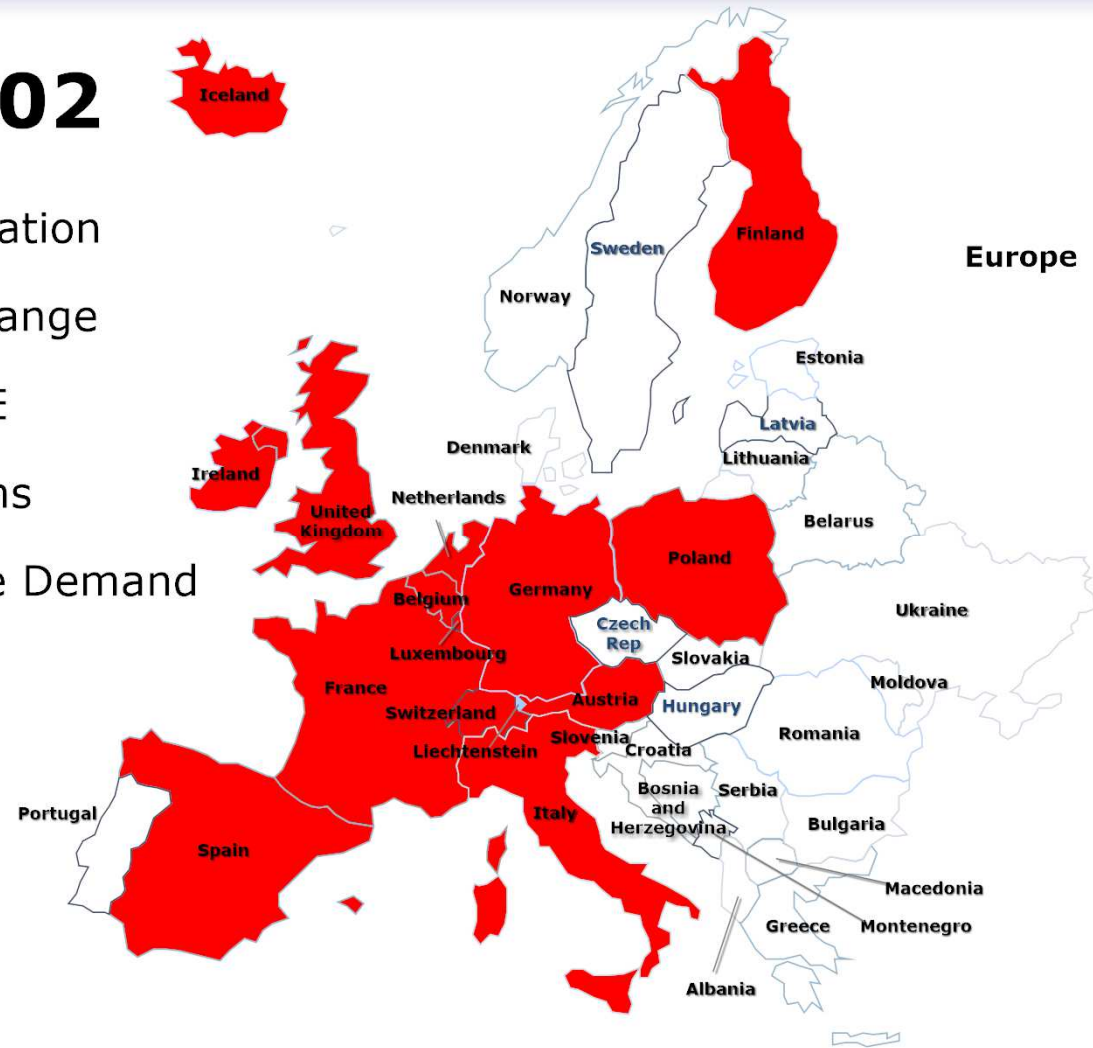 02
ation
ange
E
ns
e Demand
Europe
Iceland
Finland
Sweden
Norway
Estonia
Latvia
Lithuania
Denmark
Ireland
United
Kingdom
Netherlands
Belarus
Poland
Germany
Belgium
Czech
Rep
Ukraine
Luxembourg
Slovakia
France
Switzerland
Austria
Hungary
Moldova
Liechtenstein
Slovenia
Croatia
Romania
Bosnia
and
Herzegovina
Serbia
Portugal
Italy
Bulgaria
Spain
Macedonia
Greece
Montenegro
Albania